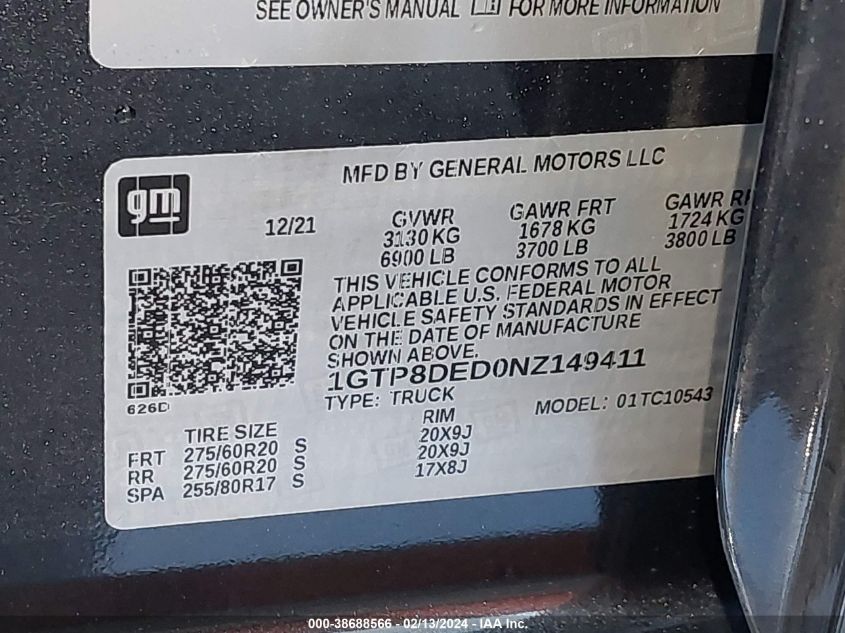 SEE OWNER'S MANUAL FOR MORE INFORMATION
gm
MFD BY GENERAL MOTORS LLC
12/21
GVWR GAWR FRT GAWR
3130 KG 1678 KG 1724 KG
6900 LB 3700 LB 3800 LB
THIS VEHICLE CONFORMS TO ALL
APPLICABLE U.S. FEDERAL MOTOR
VEHICLE SAFETY STANDARDS IN EFFECT
ON THE DATE OF MANUFACTURE
SHOWN ABOVE.
1GTP8DED0NZ149411
626D
TYPE: TRUCK MODEL: 01TC10543
TIRE SIZE RIM
FRT 275/60R20 S 20X9J
RR 275/60R20 S 20X9J
SPA 255/80R17 S 17X8J
000-38688566 - 02/13/2024 - IAA Inc.